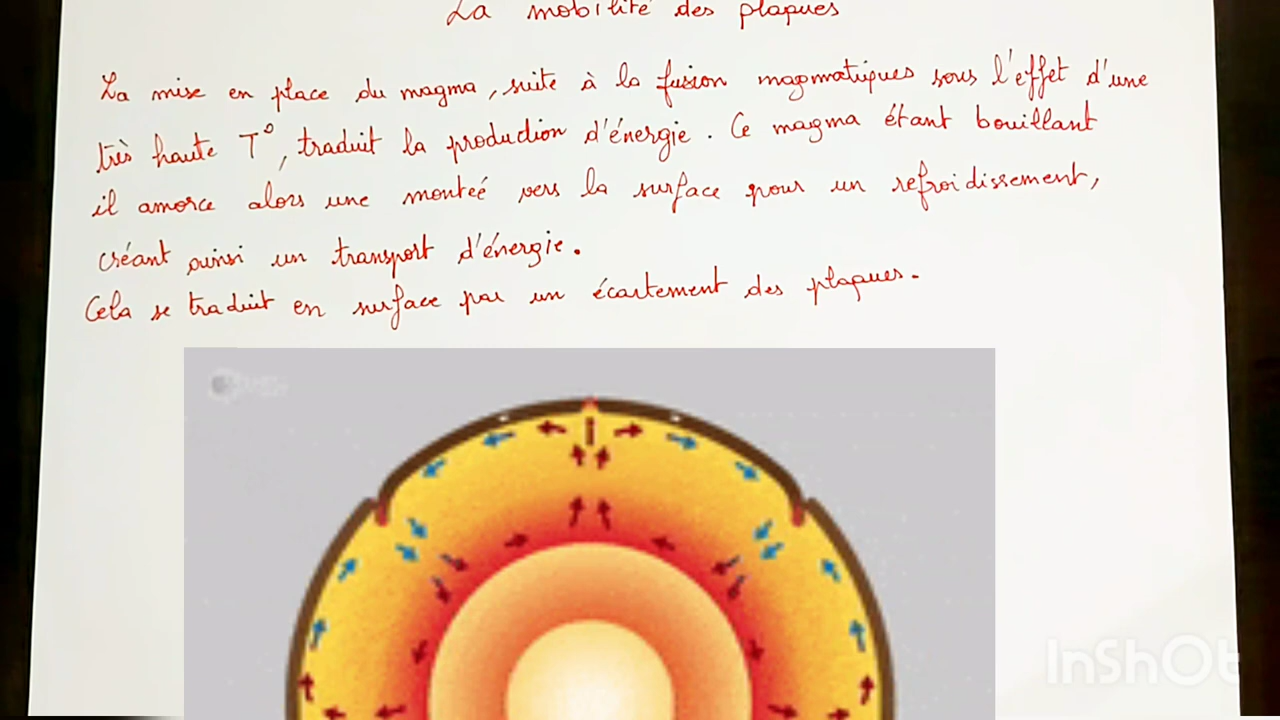 La mobilité des plaques
La mise en place du magma, suite à la fusion magmatiques sous l'effet d'une
très haute T°, traduit la production d'énergie. Ce magma étant bouillant
il amorce alors une monteé vers la surface pour un refroidissement,
créant ainsi un transport d'énergie.
Cela se traduit en surface par un écartement des plaques.
InShOt